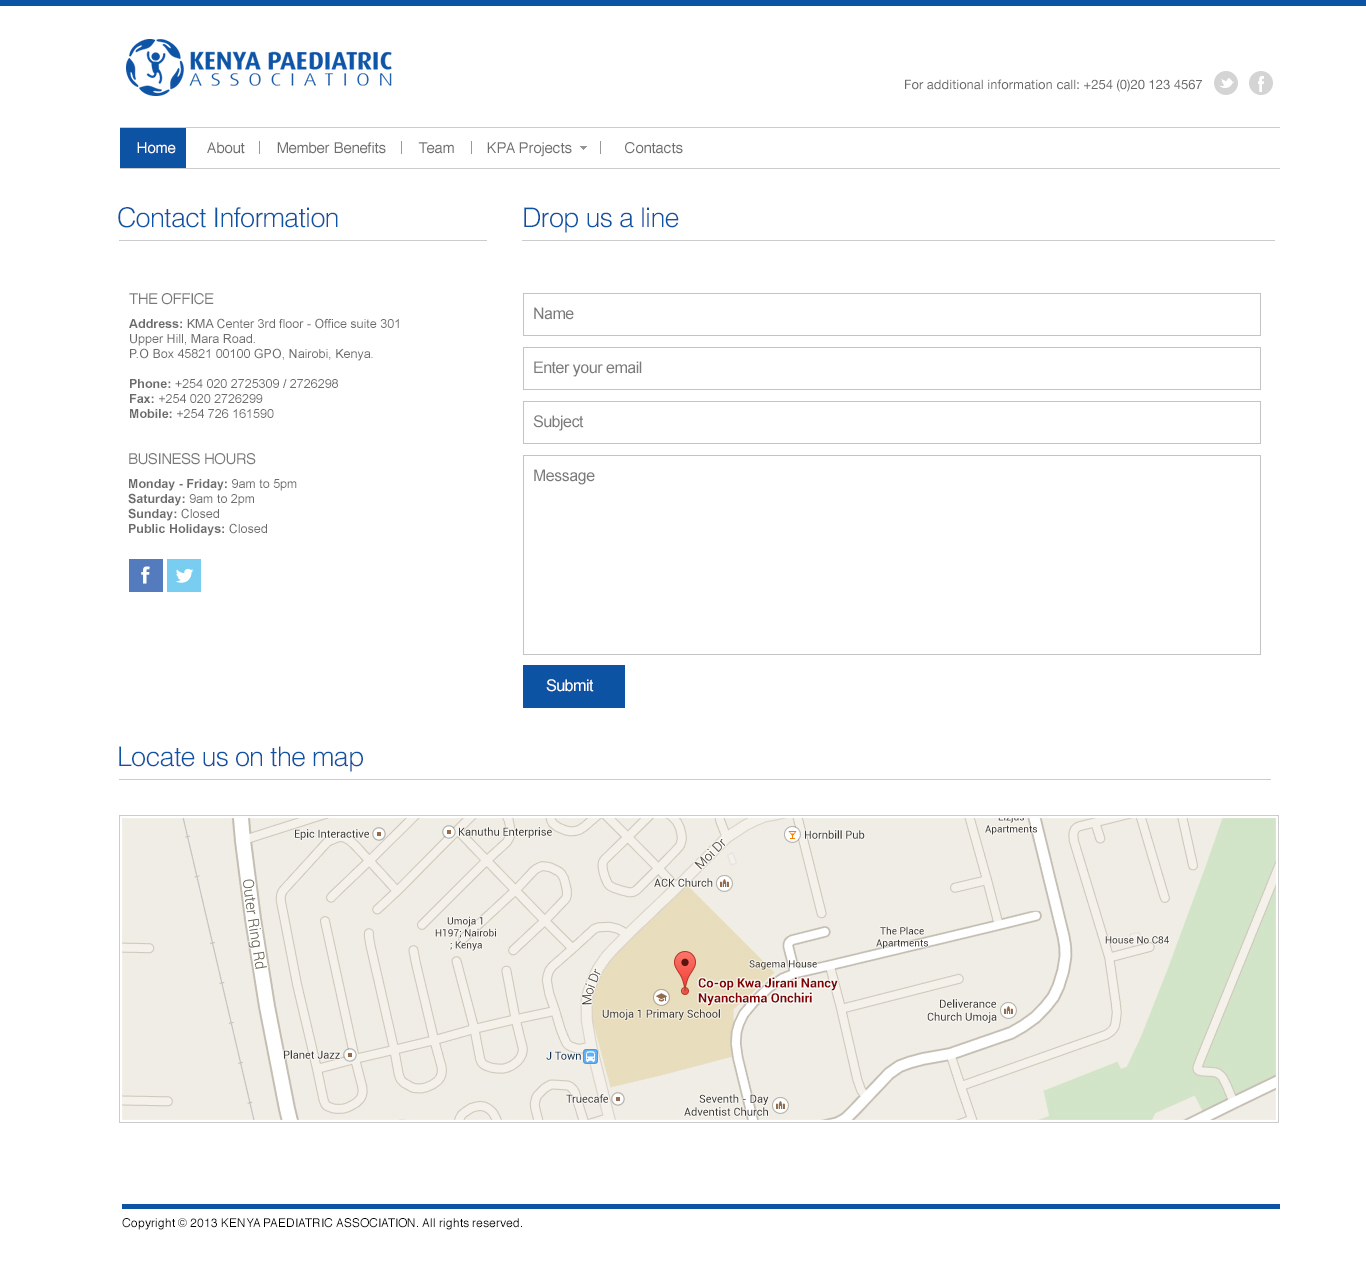 KENYA PAEDIATRIC
ASSOCIATION
For additional information call: +254 (0)20 123 4567
Home
About
Member Benefits
Team
KPA Projects
Contacts
Contact Information
Drop us a line
THE OFFICE
Address: KMA Center 3rd floor - Office suite 301
Upper Hill, Mara Road.
P.O Box 45821 00100 GPO, Nairobi, Kenya.
Phone: +254 020 2725309 / 2726298
Fax: +254 020 2726299
Mobile: +254 726 161590
BUSINESS HOURS
Monday - Friday: 9am to 5pm
Saturday: 9am to 2pm
Sunday: Closed
Public Holidays: Closed
Name
Enter your email
Subject
Message
Submit
Locate us on the map
Epic Interactive
Kanuthu Enterprise
Moi Dr
Hornbill Pub
Apartments
ACK Church
Outer Ring Rd
Umoja 1
H197; Nairobi
; Kenya
The Place
Apartments
House No.C84
Sagema House
Moi Dr
Co-op Kwa Jirani Nancy
Nyanchama Onchiri
Umoja 1 Primary School
Deliverance
Church Umoja
Planet Jazz
J Town
Truecafe
Seventh - Day
Adventist Church
Copyright © 2013 KENYA PAEDIATRIC ASSOCIATION. All rights reserved.